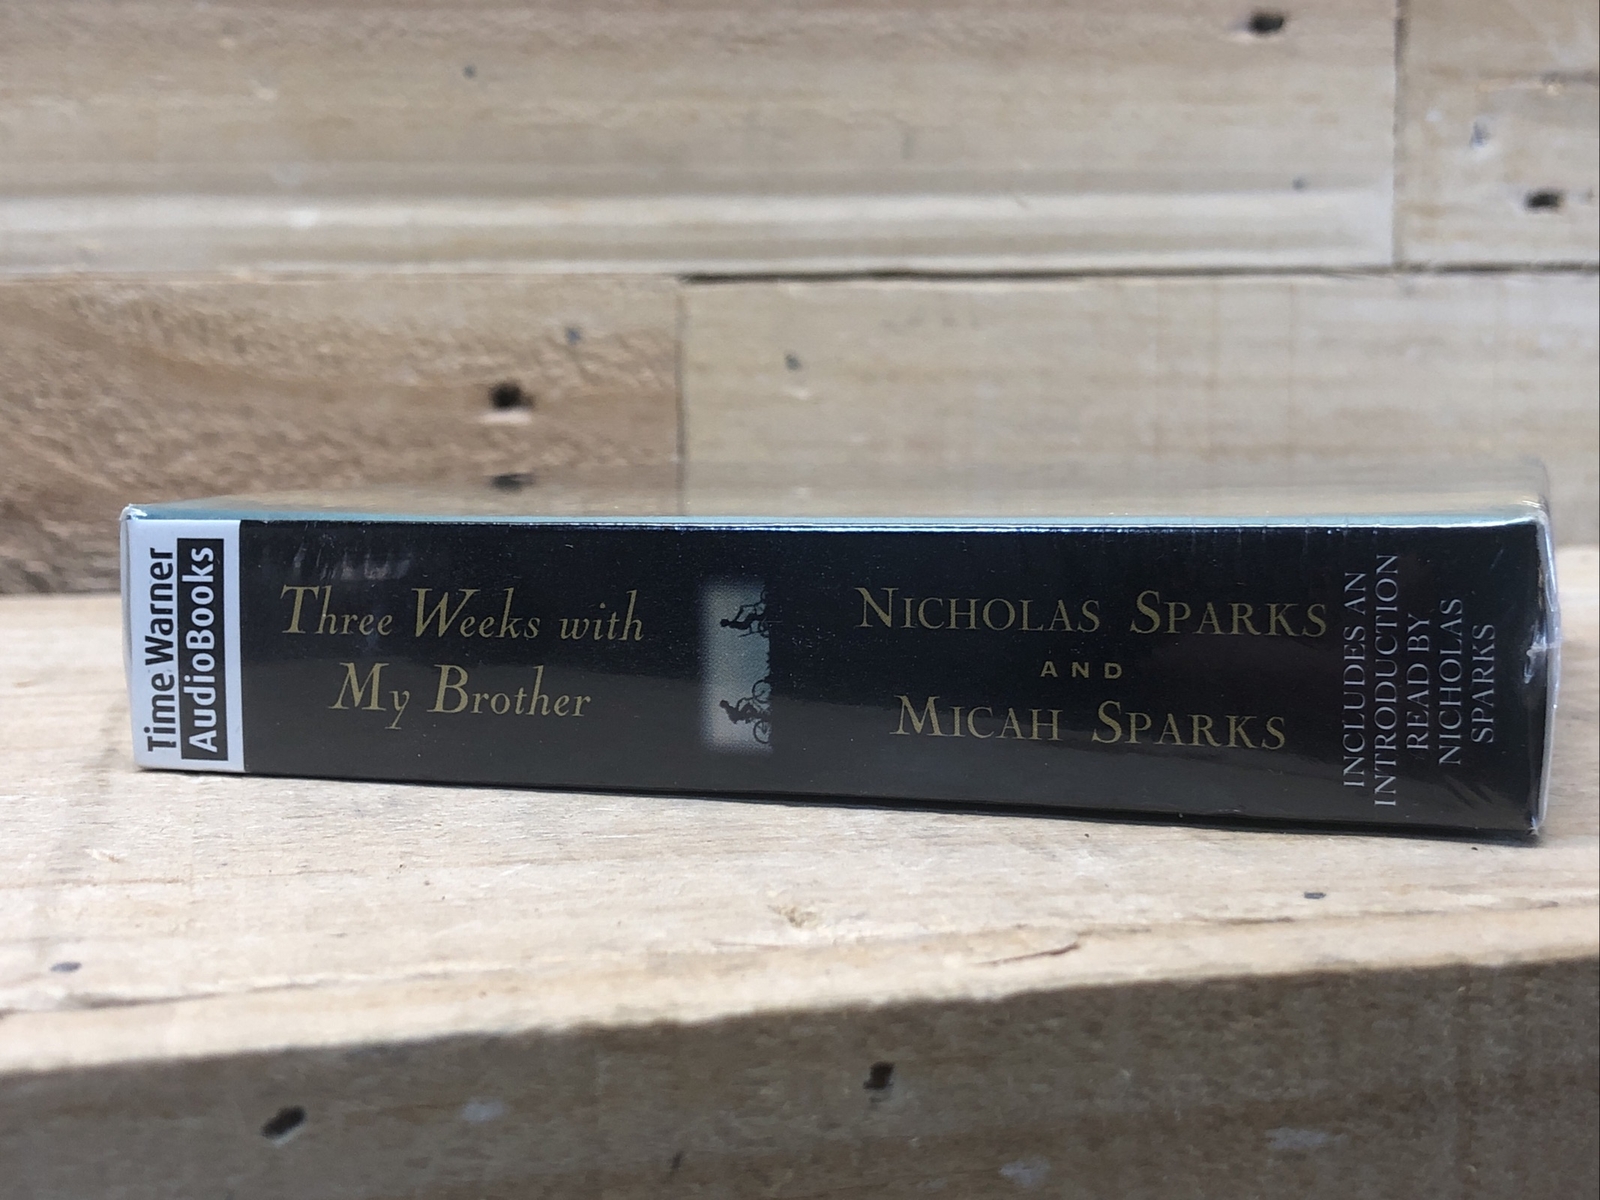 Time Warner
AudioBooks
Three Weeks with
My Brother
NICHOLAS SPARKS
AND
MICAH SPARKS
INCLUDES AN
INTRODUCTION
READ BY
NICHOLAS
SPARKS